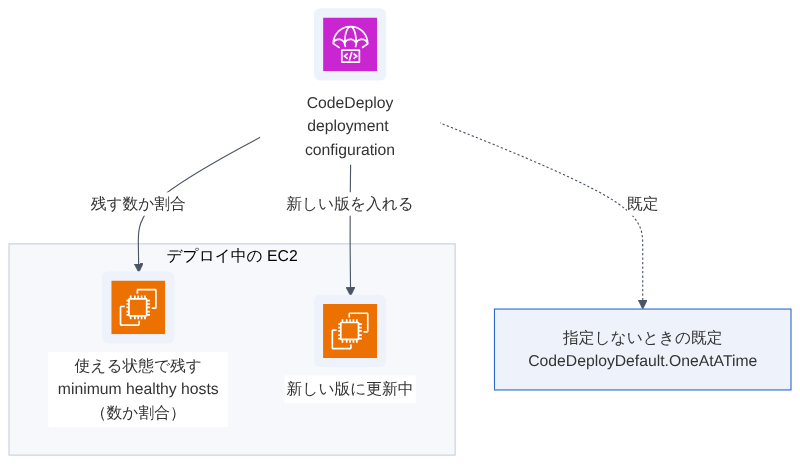 CodeDeploy
deployment
configuration
残す数か割合
新しい版を入れる
既定
デプロイ中の EC2
使える状態で残す
minimum healthy hosts
（数か割合）
新しい版に更新中
指定しないときの既定
CodeDeployDefault.OneAtATime